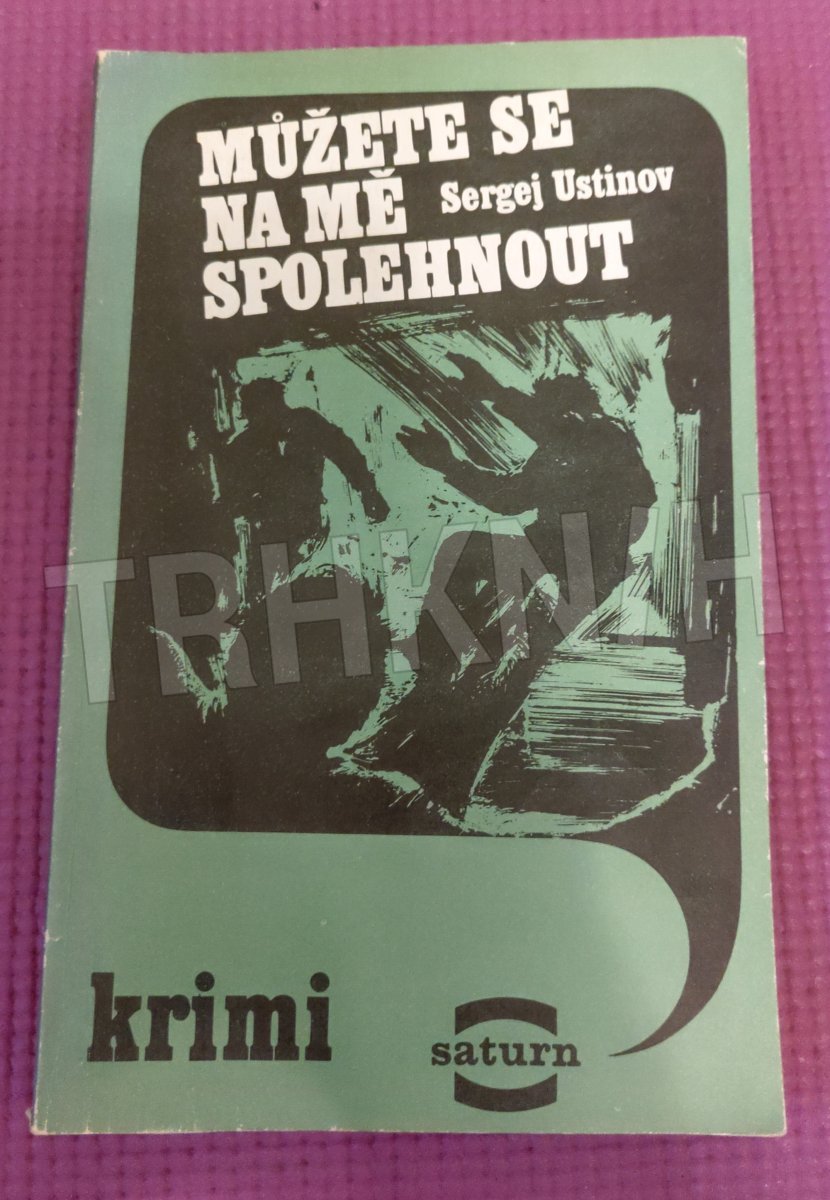 MŮŽETE SE
NA MĚ Sergej Ustinov
SPOLEHNOUT
TRHKNIH
krimi
saturn